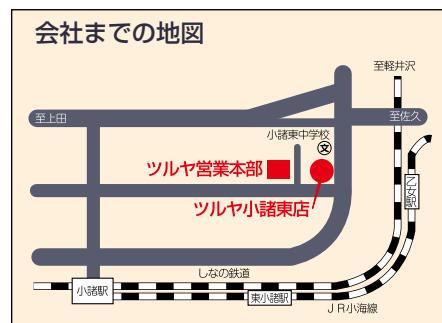 会社までの地図
至軽井沢
至上田
至佐久
小諸東中学校
文
ツルヤ営業本部
ツルヤ小諸東店
乙女駅
しなの鉄道
小諸駅
東小諸駅
JR小海線